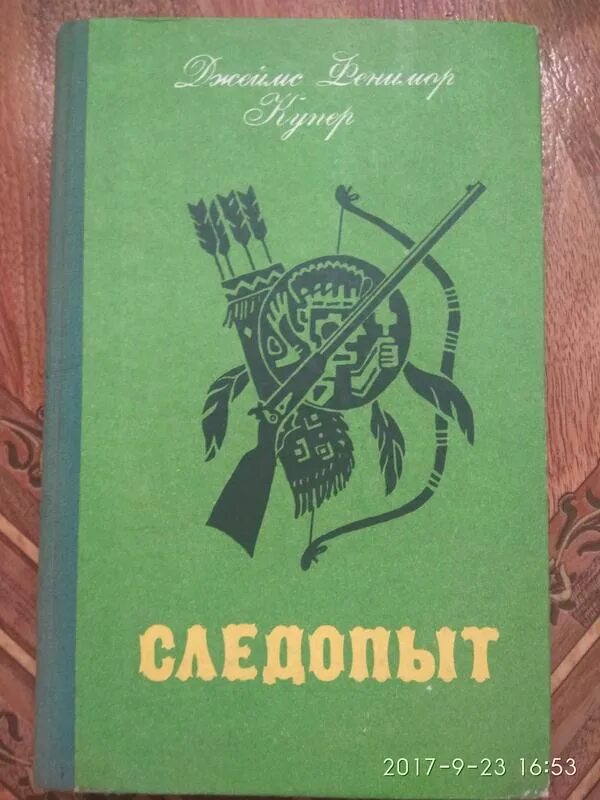 Джеймс Фенимор
Купер
СЛЕДОПЫТ
2017-9-23 16:53